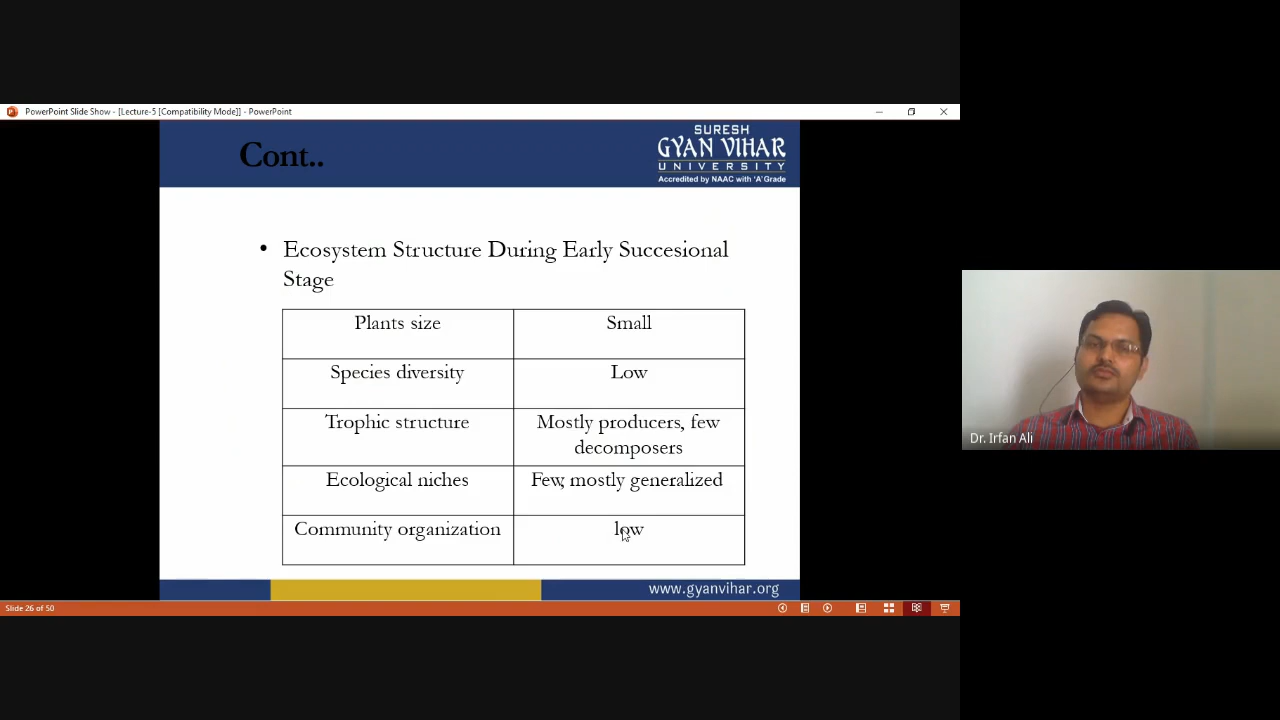 PowerPoint Slide Show - [Lecture-5 [Compatibility Mode]] - PowerPoint
Cont..
SURESH
GYAN VIHAR
UNIVERSITY
Accredited by NAAC with 'A' Grade
• Ecosystem Structure During Early Succesional
Stage
Plants size Small
Species diversity Low
Trophic structure Mostly producers, few
decomposers
Ecological niches Few, mostly generalized
Community organization low
www.gyanvihar.org
Slide 26 of 50
Dr. Irfan Ali